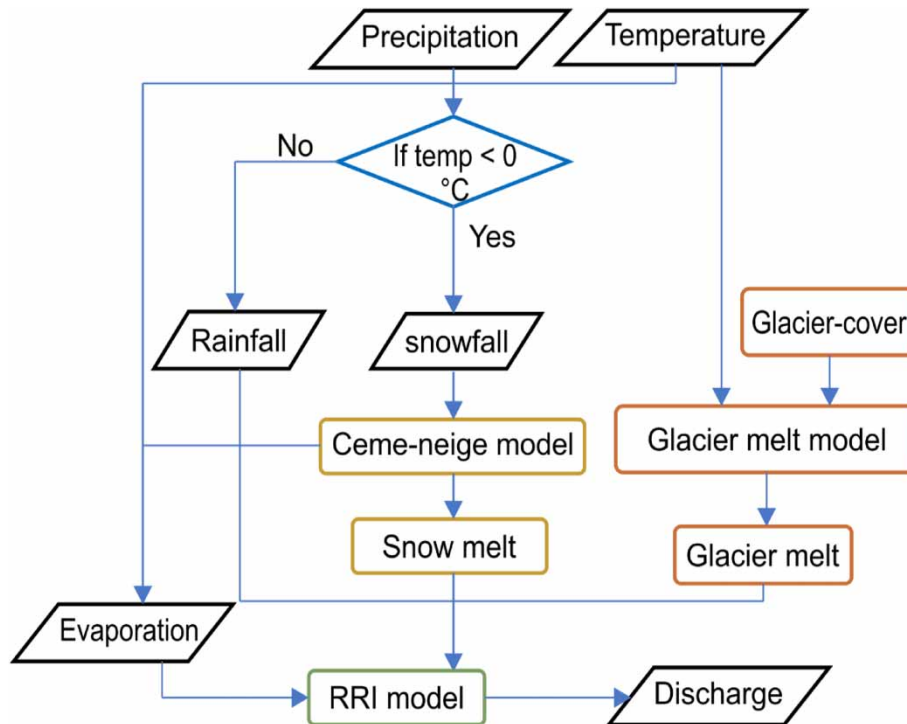 Precipitation
Temperature
No
If temp < 0
°C
Yes
Rainfall
snowfall
Glacier-cover
Ceme-neige model
Glacier melt model
Snow melt
Glacier melt
Evaporation
RRI model
Discharge